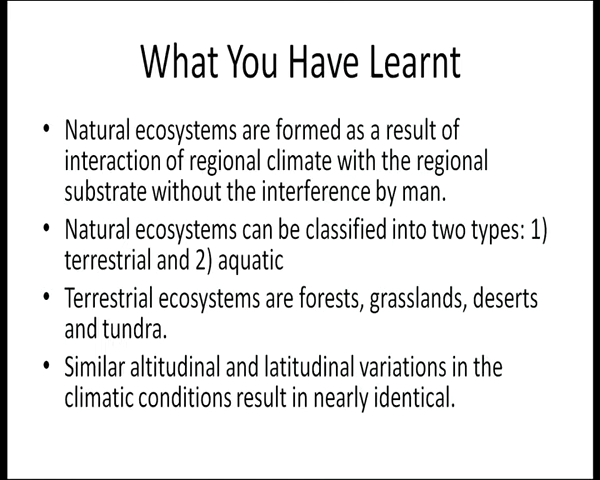 What You Have Learnt
• Natural ecosystems are formed as a result of
interaction of regional climate with the regional
substrate without the interference by man.
• Natural ecosystems can be classified into two types: 1)
terrestrial and 2) aquatic
• Terrestrial ecosystems are forests, grasslands, deserts
and tundra.
• Similar altitudinal and latitudinal variations in the
climatic conditions result in nearly identical.